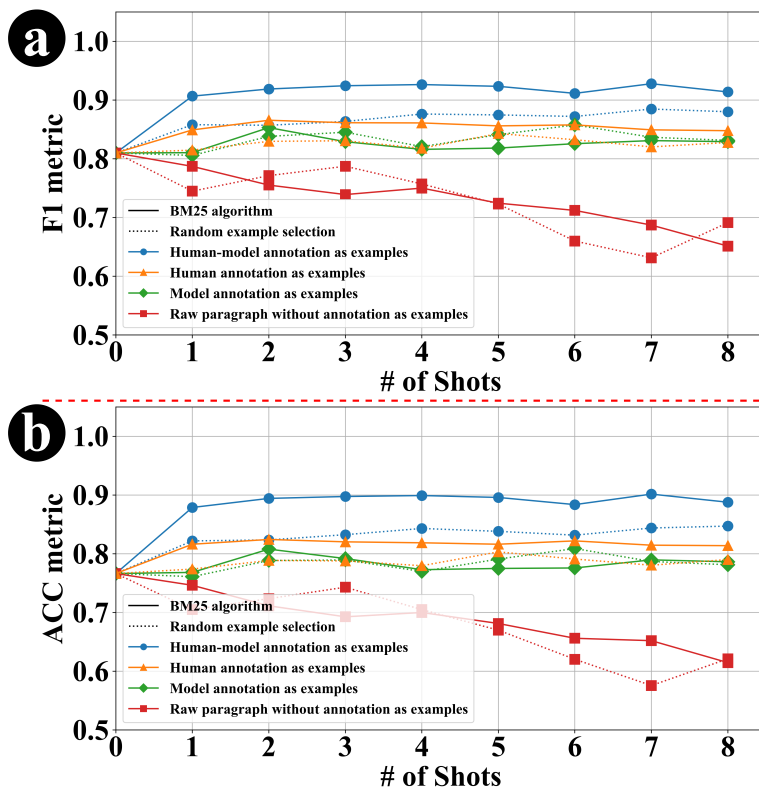 a
F1 metric
1.0
0.9
0.8
0.7
0.6
0.5
BM25 algorithm
Random example selection
Human-model annotation as examples
Human annotation as examples
Model annotation as examples
Raw paragraph without annotation as examples
0 1 2 3 4 5 6 7 8
# of Shots
b
ACC metric
1.0
0.9
0.8
0.7
0.6
0.5
BM25 algorithm
Random example selection
Human-model annotation as examples
Human annotation as examples
Model annotation as examples
Raw paragraph without annotation as examples
0 1 2 3 4 5 6 7 8
# of Shots